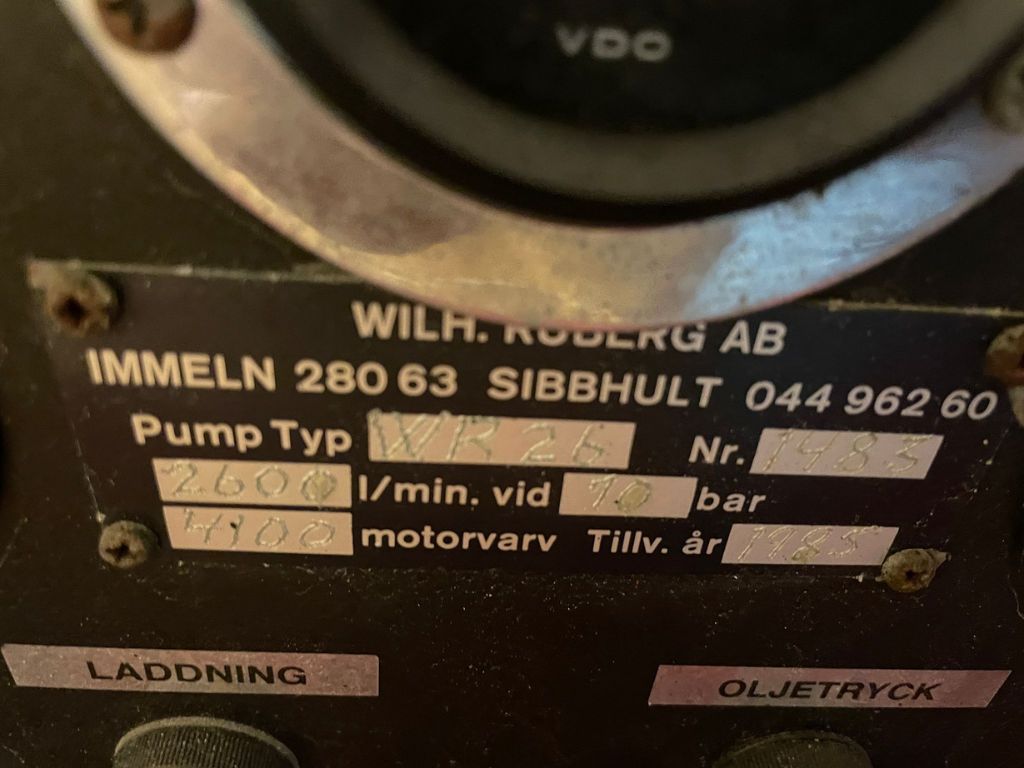 VDO
WILH. RUBERG AB
IMMELN 280 63 SIBBHULT 044 962 60
Pump Typ WR 26 Nr. 1483
2600 l/min. vid 10 bar
4100 motorvarv Tillv. år 1985
LADDNING
OLJETRYCK